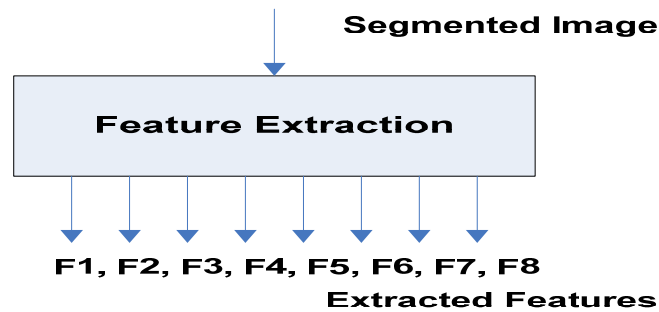 Segmented Image
Feature Extraction
F1, F2, F3, F4, F5, F6, F7, F8
Extracted Features